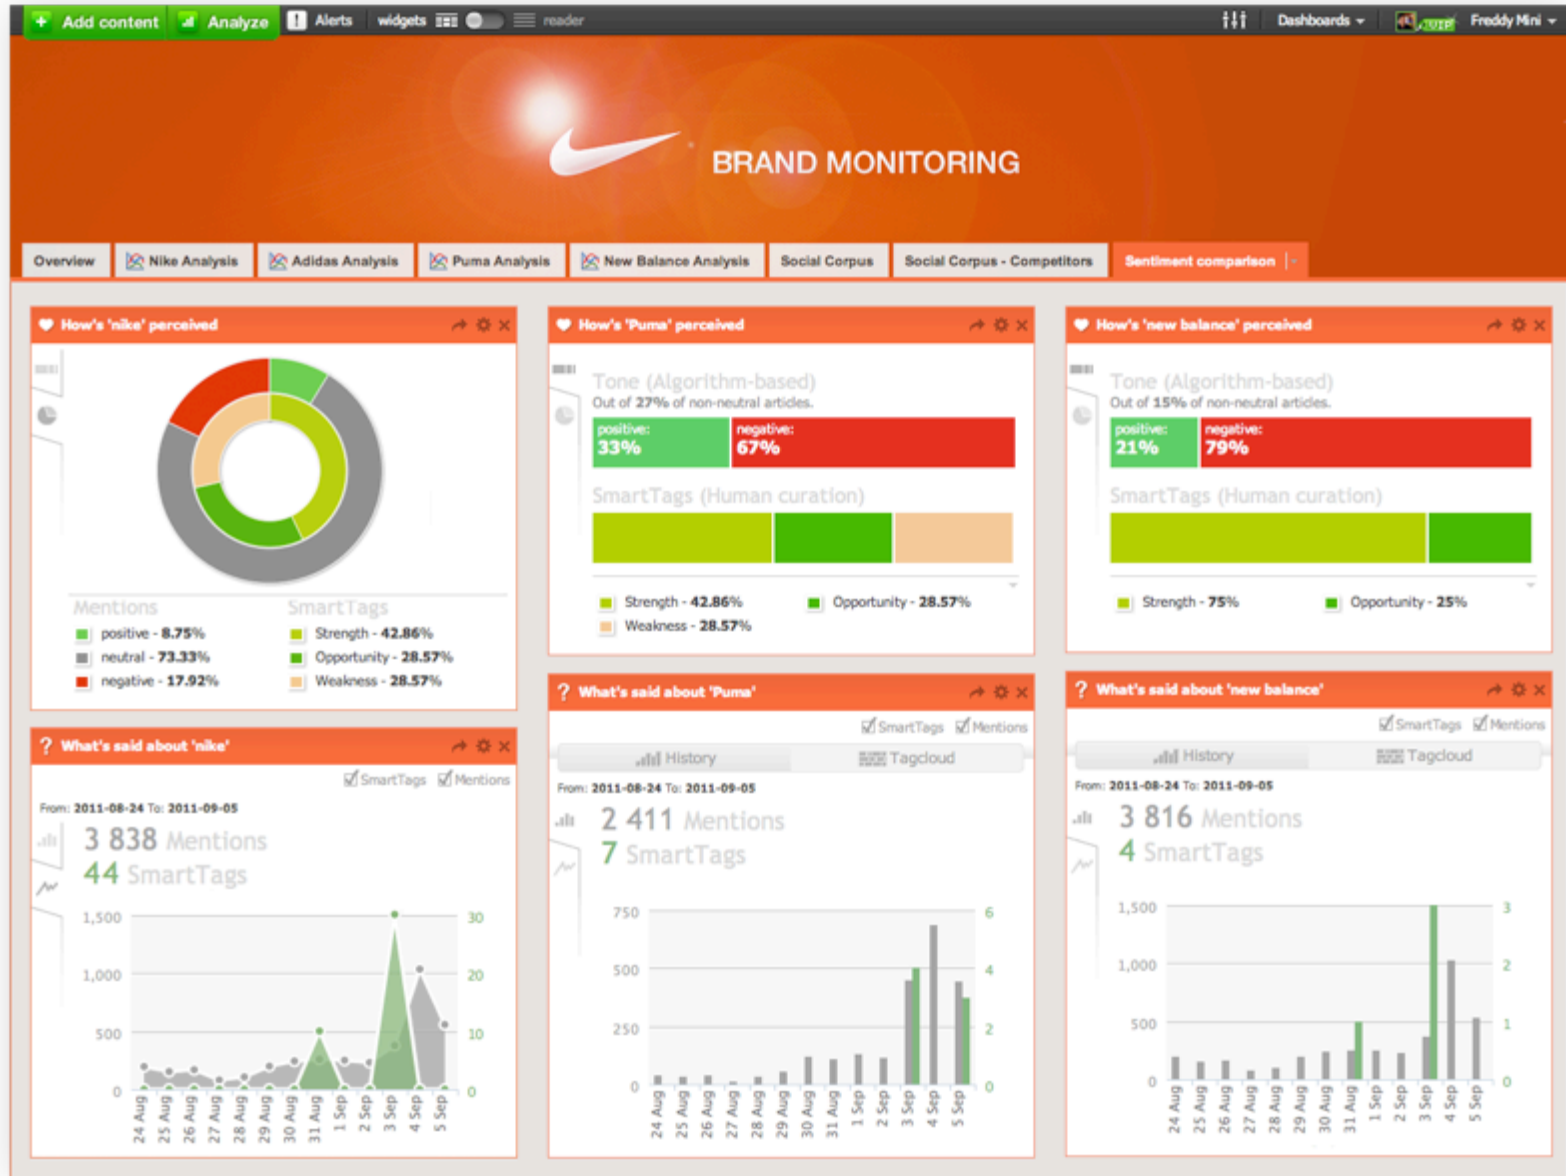 Add content
Analyze
Alerts
widgets
reader
Dashboards
Freddy Mini
BRAND MONITORING
Overview
Nike Analysis
Adidas Analysis
Puma Analysis
New Balance Analysis
Social Corpus
Social Corpus - Competitors
Sentiment comparison
How's 'nike' perceived
Mentions
positive - 8.75%
neutral - 73.33%
negative - 17.92%
SmartTags
Strength - 42.86%
Opportunity - 28.57%
Weakness - 28.57%
How's 'Puma' perceived
Tone (Algorithm-based)
Out of 27% of non-neutral articles.
positive:
33%
negative:
67%
SmartTags (Human curation)
Strength - 42.86%
Opportunity - 28.57%
Weakness - 28.57%
How's 'new balance' perceived
Tone (Algorithm-based)
Out of 15% of non-neutral articles.
positive:
21%
negative:
79%
SmartTags (Human curation)
Strength - 75%
Opportunity - 25%
What's said about 'nike'
SmartTags
Mentions
From: 2011-08-24 To: 2011-09-05
3 838 Mentions
44 SmartTags
1,500
1,000
500
0
30
20
10
0
24 Aug
25 Aug
26 Aug
27 Aug
28 Aug
29 Aug
30 Aug
31 Aug
1 Sep
2 Sep
3 Sep
4 Sep
5 Sep
What's said about 'Puma'
SmartTags
Mentions
History
Tagcloud
From: 2011-08-24 To: 2011-09-05
2 411 Mentions
7 SmartTags
750
500
250
0
6
4
2
0
24 Aug
25 Aug
26 Aug
27 Aug
28 Aug
29 Aug
30 Aug
31 Aug
1 Sep
2 Sep
3 Sep
4 Sep
5 Sep
What's said about 'new balance'
SmartTags
Mentions
History
Tagcloud
From: 2011-08-24 To: 2011-09-05
3 816 Mentions
4 SmartTags
1,500
1,000
500
0
3
2
1
0
24 Aug
25 Aug
26 Aug
27 Aug
28 Aug
29 Aug
30 Aug
31 Aug
1 Sep
2 Sep
3 Sep
4 Sep
5 Sep